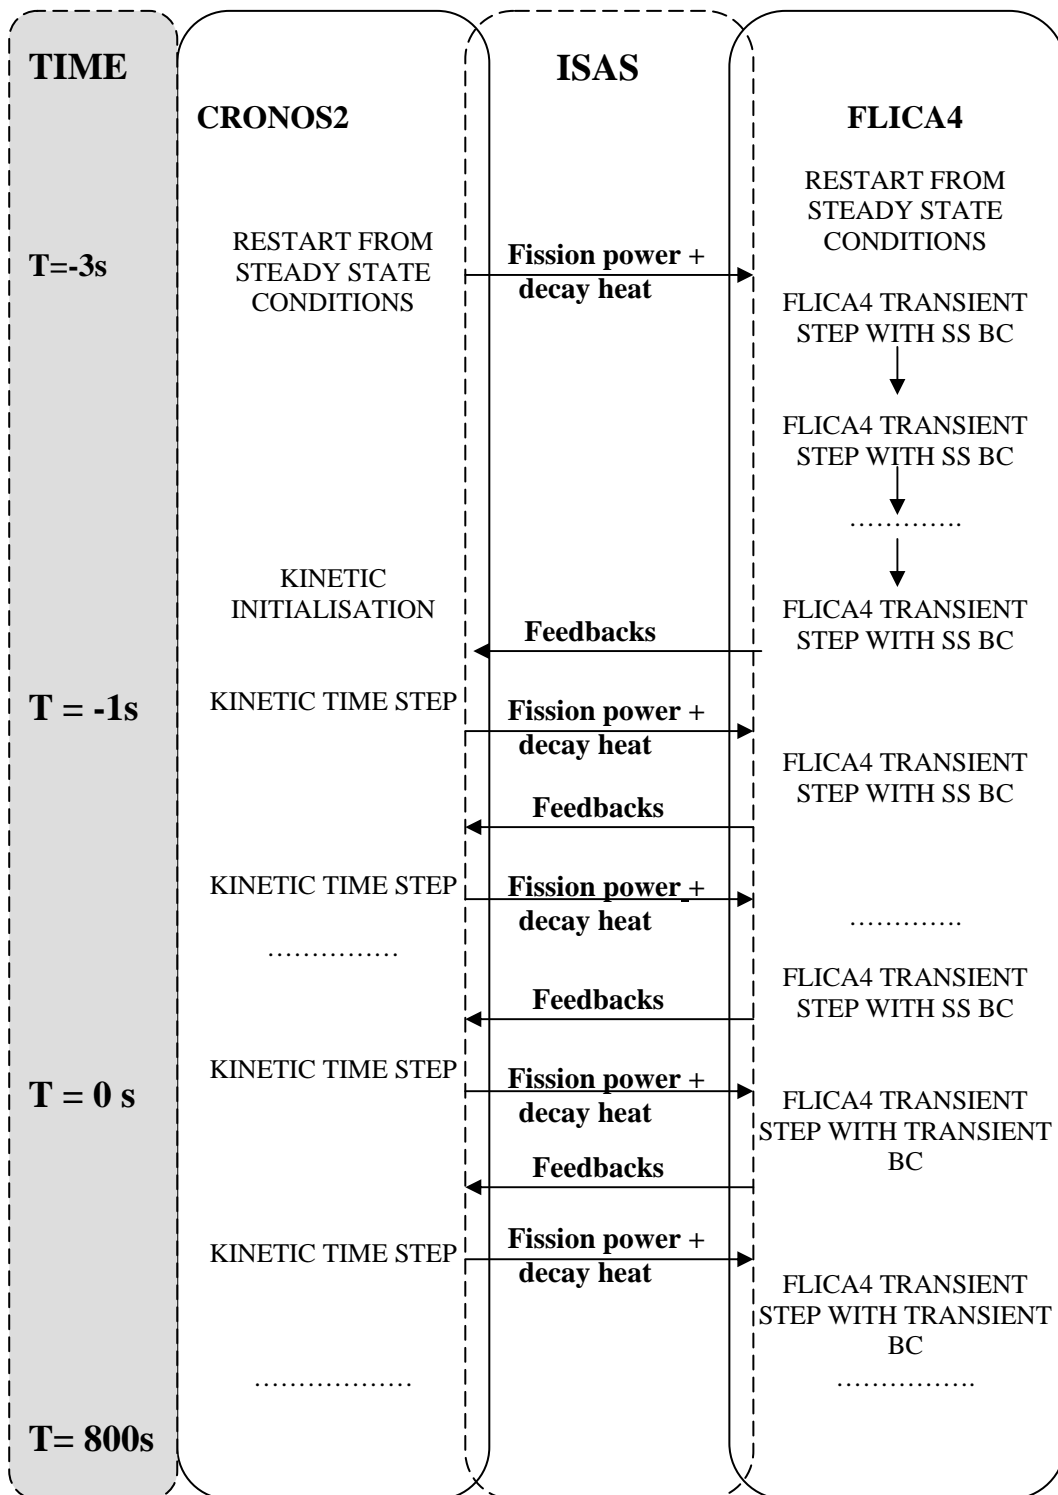 TIME
ISAS
CRONOS2
FLICA4
RESTART FROM
STEADY STATE
CONDITIONS
T=-3s
RESTART FROM
STEADY STATE
CONDITIONS
Fission power +
decay heat
FLICA4 TRANSIENT
STEP WITH SS BC
FLICA4 TRANSIENT
STEP WITH SS BC
………….
KINETIC
INITIALISATION
FLICA4 TRANSIENT
STEP WITH SS BC
Feedbacks
T = -1s
KINETIC TIME STEP
Fission power +
decay heat
FLICA4 TRANSIENT
STEP WITH SS BC
Feedbacks
KINETIC TIME STEP
Fission power +
decay heat
………….
……………
FLICA4 TRANSIENT
STEP WITH SS BC
Feedbacks
T = 0 s
KINETIC TIME STEP
Fission power +
decay heat
FLICA4 TRANSIENT
STEP WITH TRANSIENT
BC
Feedbacks
KINETIC TIME STEP
Fission power +
decay heat
FLICA4 TRANSIENT
STEP WITH TRANSIENT
BC
………………
…………….
T= 800s